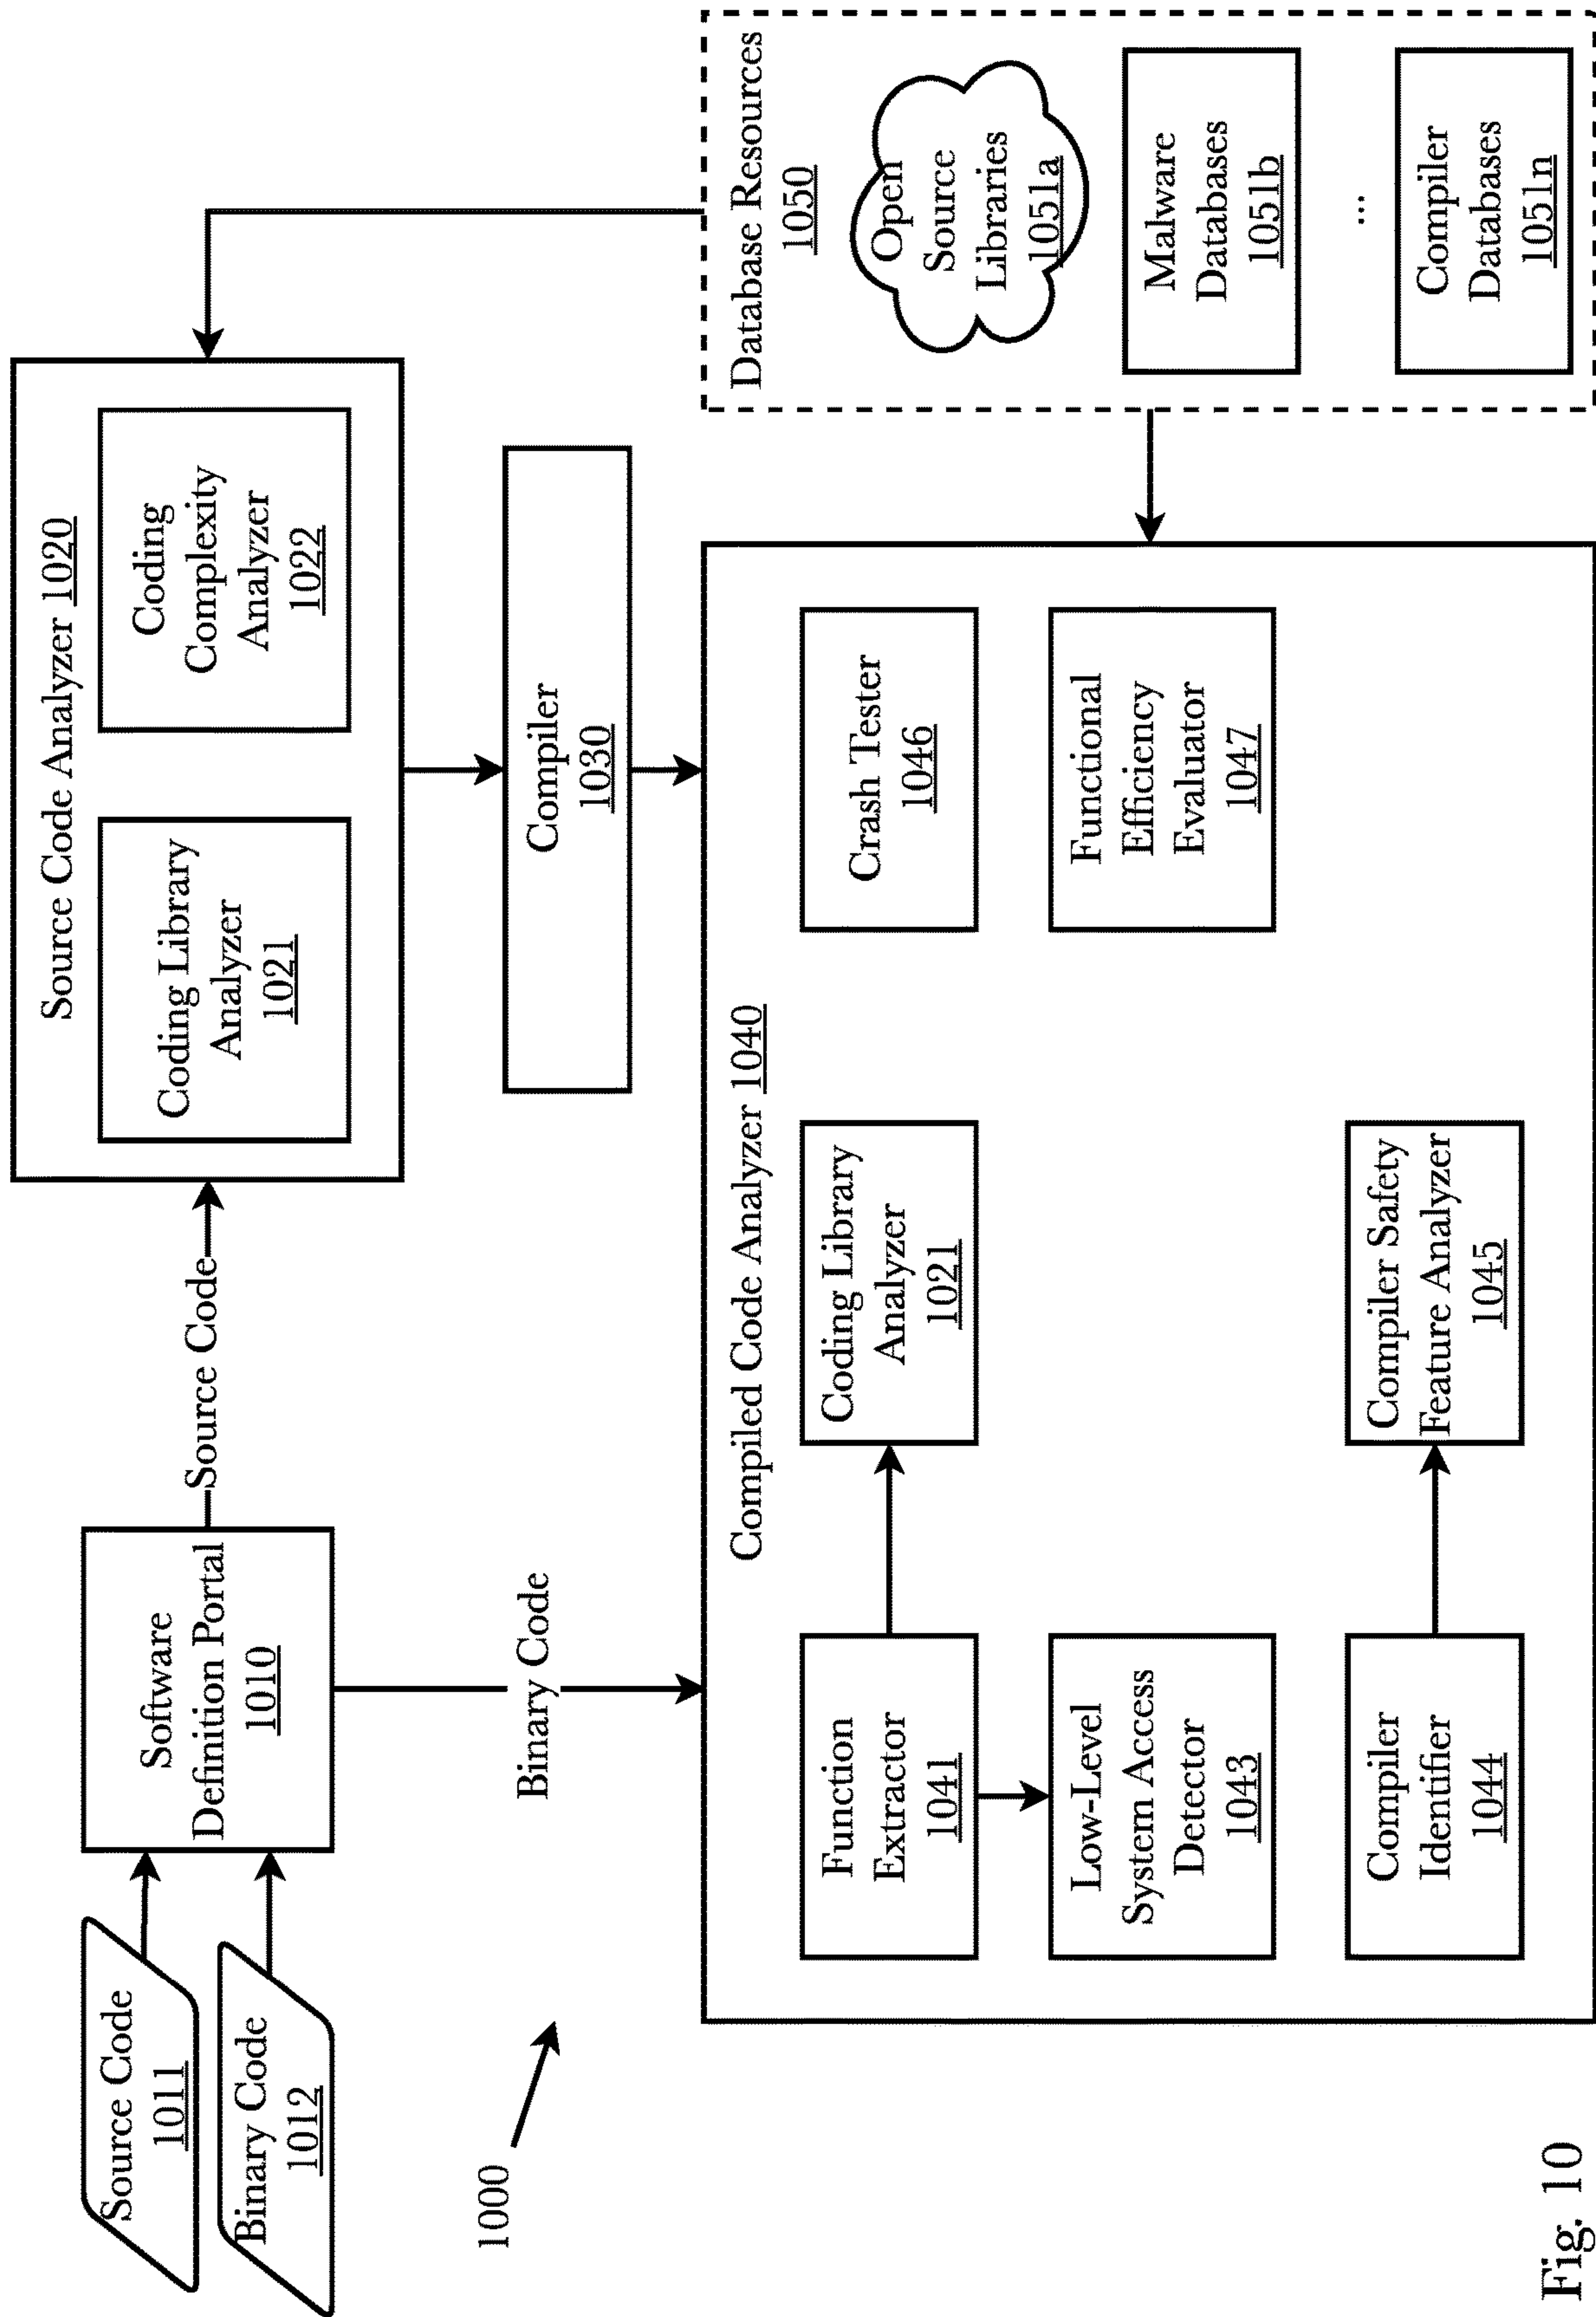 Source Code
1011
Binary Code
1012
Software
Definition Portal
1010
Source Code
Source Code Analyzer 1020
Coding Library
Analyzer
1021
Coding
Complexity
Analyzer
1022
Binary Code
Compiler
1030
1000
Compiled Code Analyzer 1040
Function
Extractor
1041
Coding Library
Analyzer
1021
Crash Tester
1046
Low-Level
System Access
Detector
1043
Functional
Efficiency
Evaluator
1047
Compiler
Identifier
1044
Compiler Safety
Feature Analyzer
1045
Database Resources
1050
Open
Source
Libraries
1051a
Malware
Databases
1051b
...
Compiler
Databases
1051n
Fig. 10